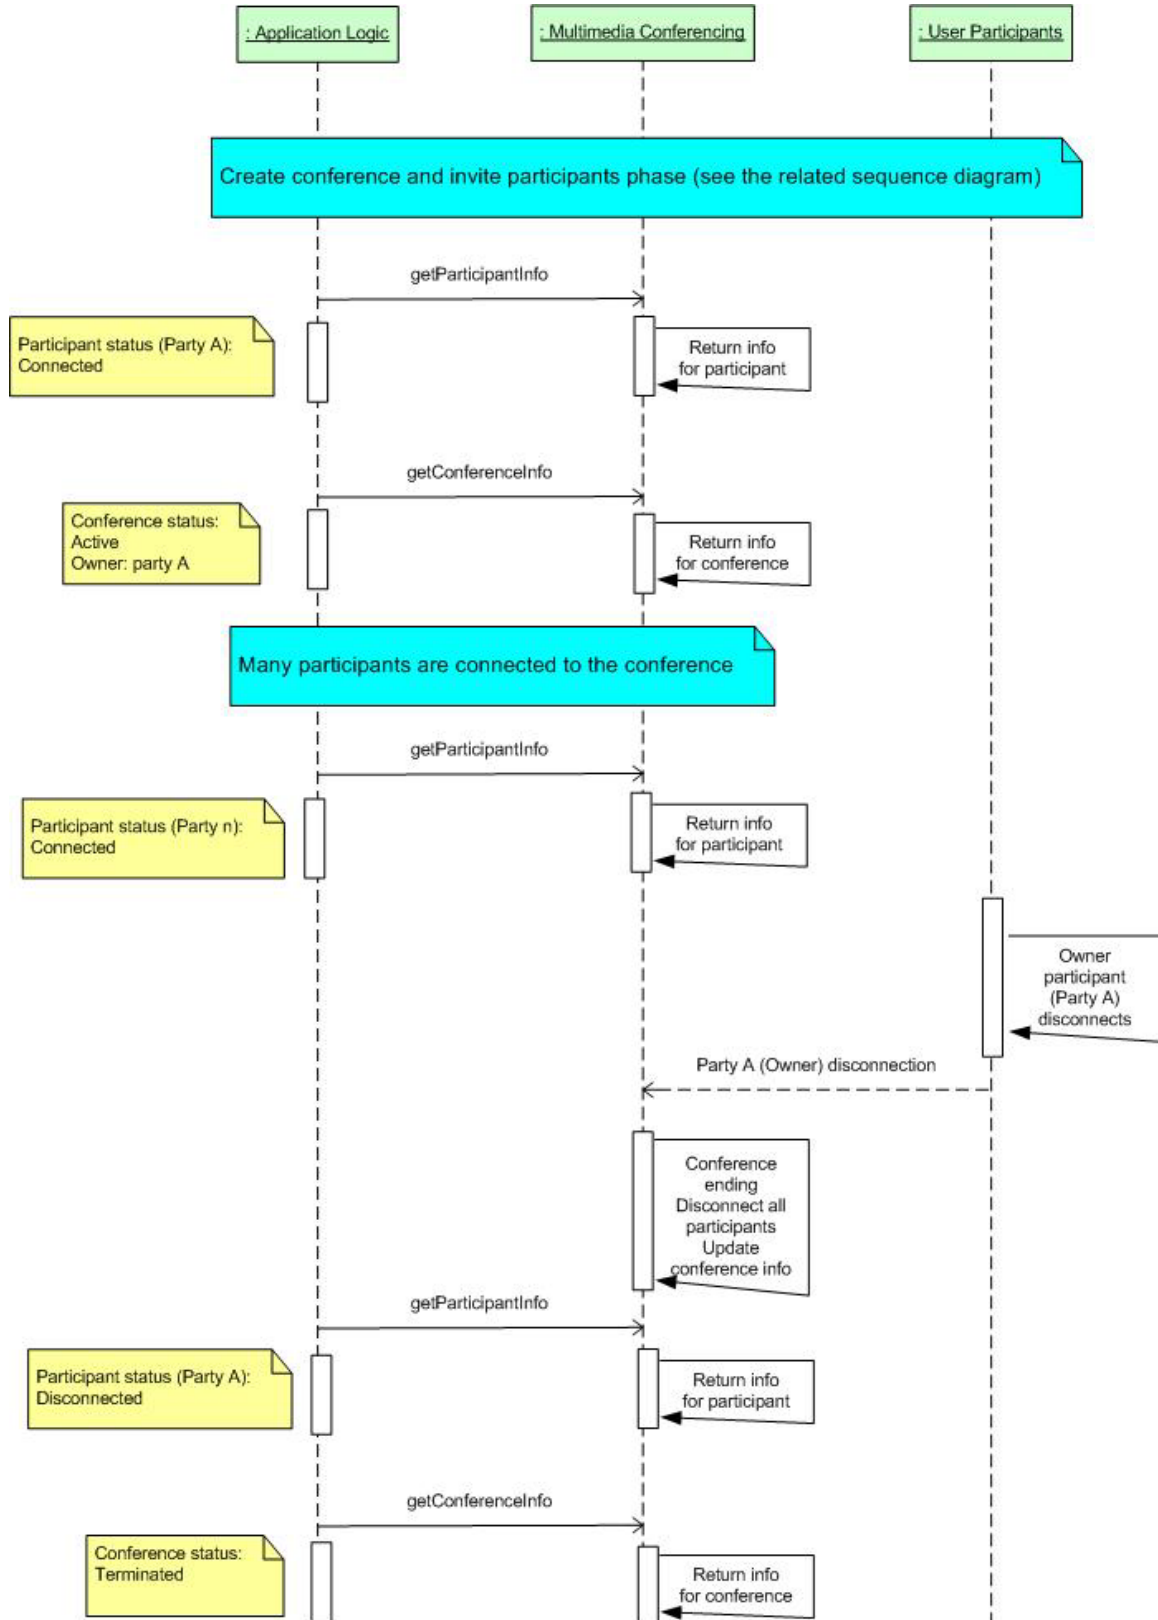 : Application Logic
: Multimedia Conferencing
: User Participants
Create conference and invite participants phase (see the related sequence diagram)
getParticipantInfo
Participant status (Party A):
Connected
Return info
for participant
getConferenceInfo
Conference status:
Active
Owner: party A
Return info
for conference
Many participants are connected to the conference
getParticipantInfo
Participant status (Party n):
Connected
Return info
for participant
Owner
participant
(Party A)
disconnects
Party A (Owner) disconnection
Conference
ending
Disconnect all
participants
Update
conference info
getParticipantInfo
Participant status (Party A):
Disconnected
Return info
for participant
getConferenceInfo
Conference status:
Terminated
Return info
for conference